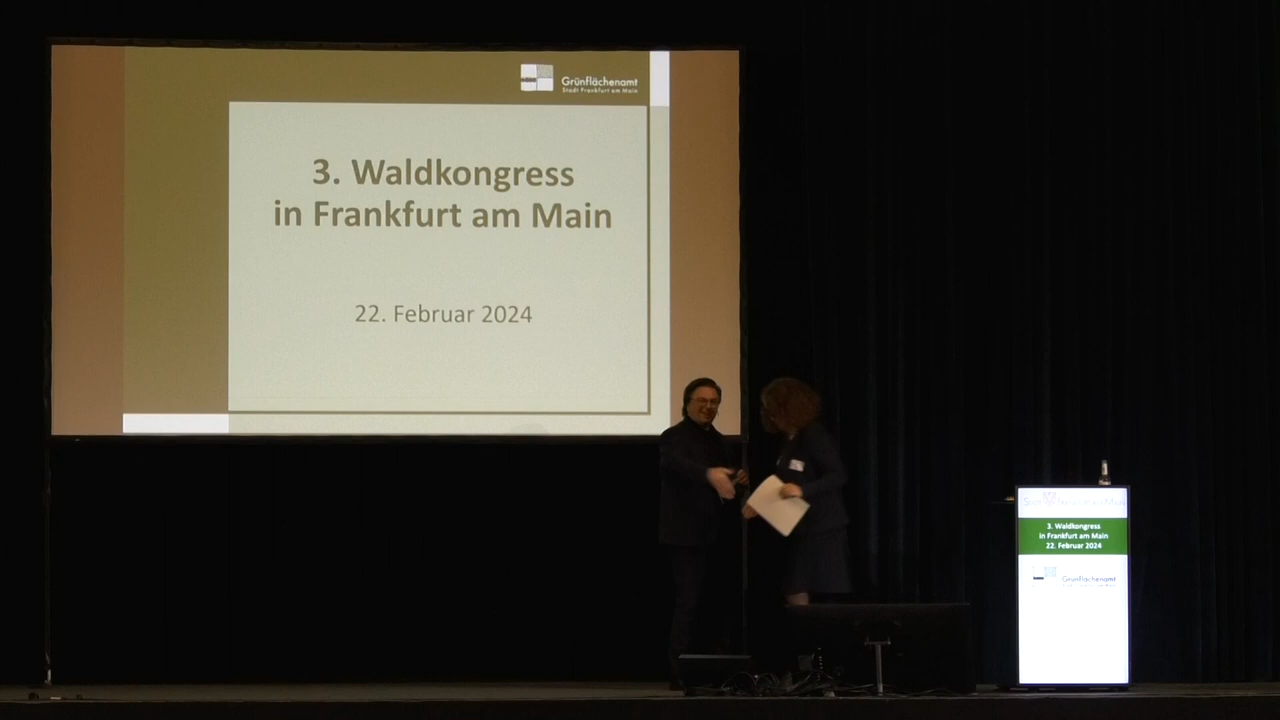 Grünflächenamt
Stadt Frankfurt am Main
3. Waldkongress
in Frankfurt am Main
22. Februar 2024
3. Waldkongress
in Frankfurt am Main
22. Februar 2024
Grünflächenamt